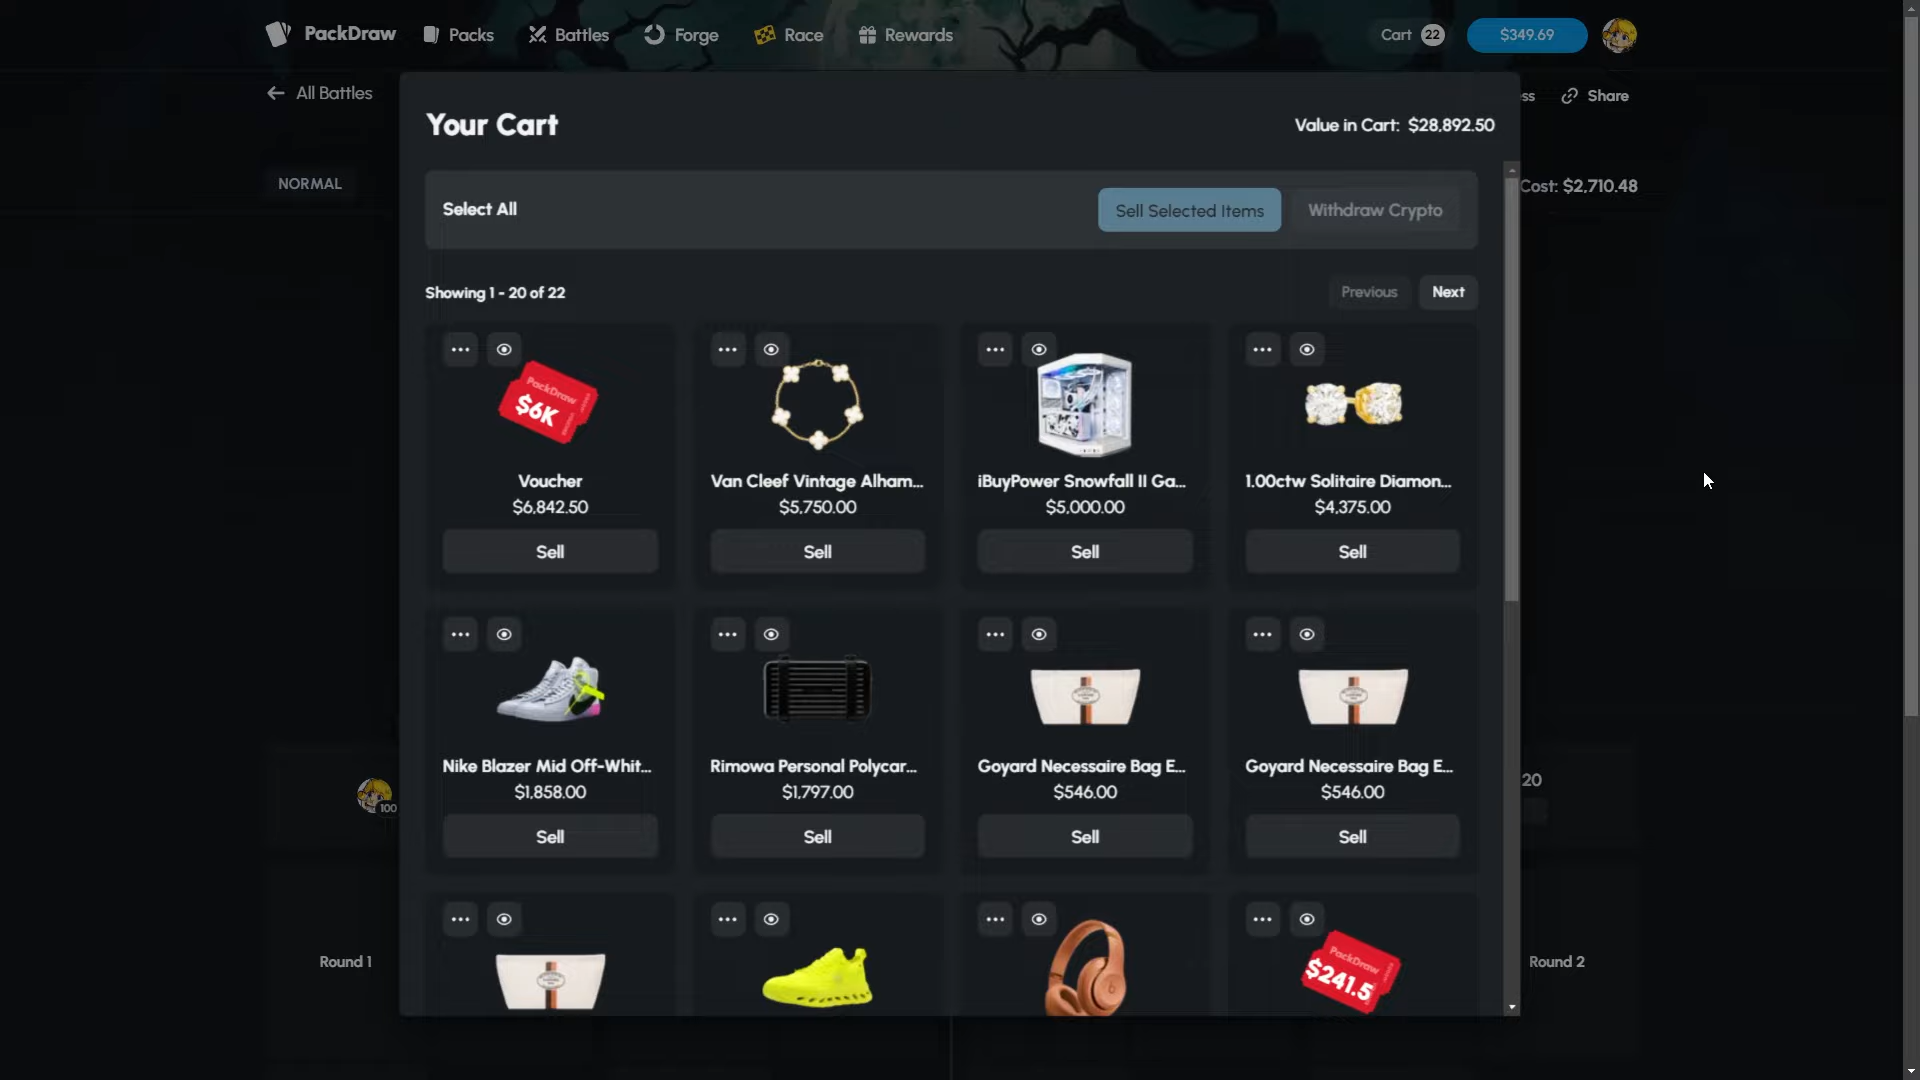 PackDraw
Packs
Battles
Forge
Race
Rewards
Cart 22
$349.69
All Battles
ss
Share
Your Cart
Value in Cart: $28,892.50
NORMAL
Cost: $2,710.48
Select All
Sell Selected Items
Withdraw Crypto
Showing 1 - 20 of 22
Previous
Next
PackDraw
$6K
Voucher
$6,842.50
Sell
Van Cleef Vintage Alham...
$5,750.00
Sell
iBuyPower Snowfall II Ga...
$5,000.00
Sell
1.00ctw Solitaire Diamon...
$4,375.00
Sell
Nike Blazer Mid Off-Whit...
$1,858.00
Sell
Rimowa Personal Polycar...
$1,797.00
Sell
Goyard Necessaire Bag E...
$546.00
Sell
Goyard Necessaire Bag E...
$546.00
Sell
100
20
PackDraw
$241.5
Round 1
Round 2